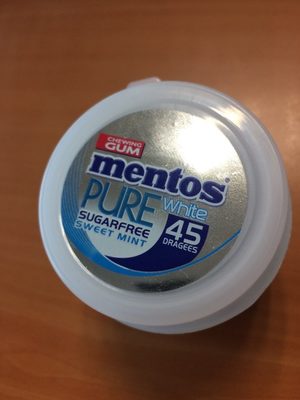 CHEWING
GUM
mentos
PURE White
SUGARFREE
SWEET MINT
45
DRAGEES